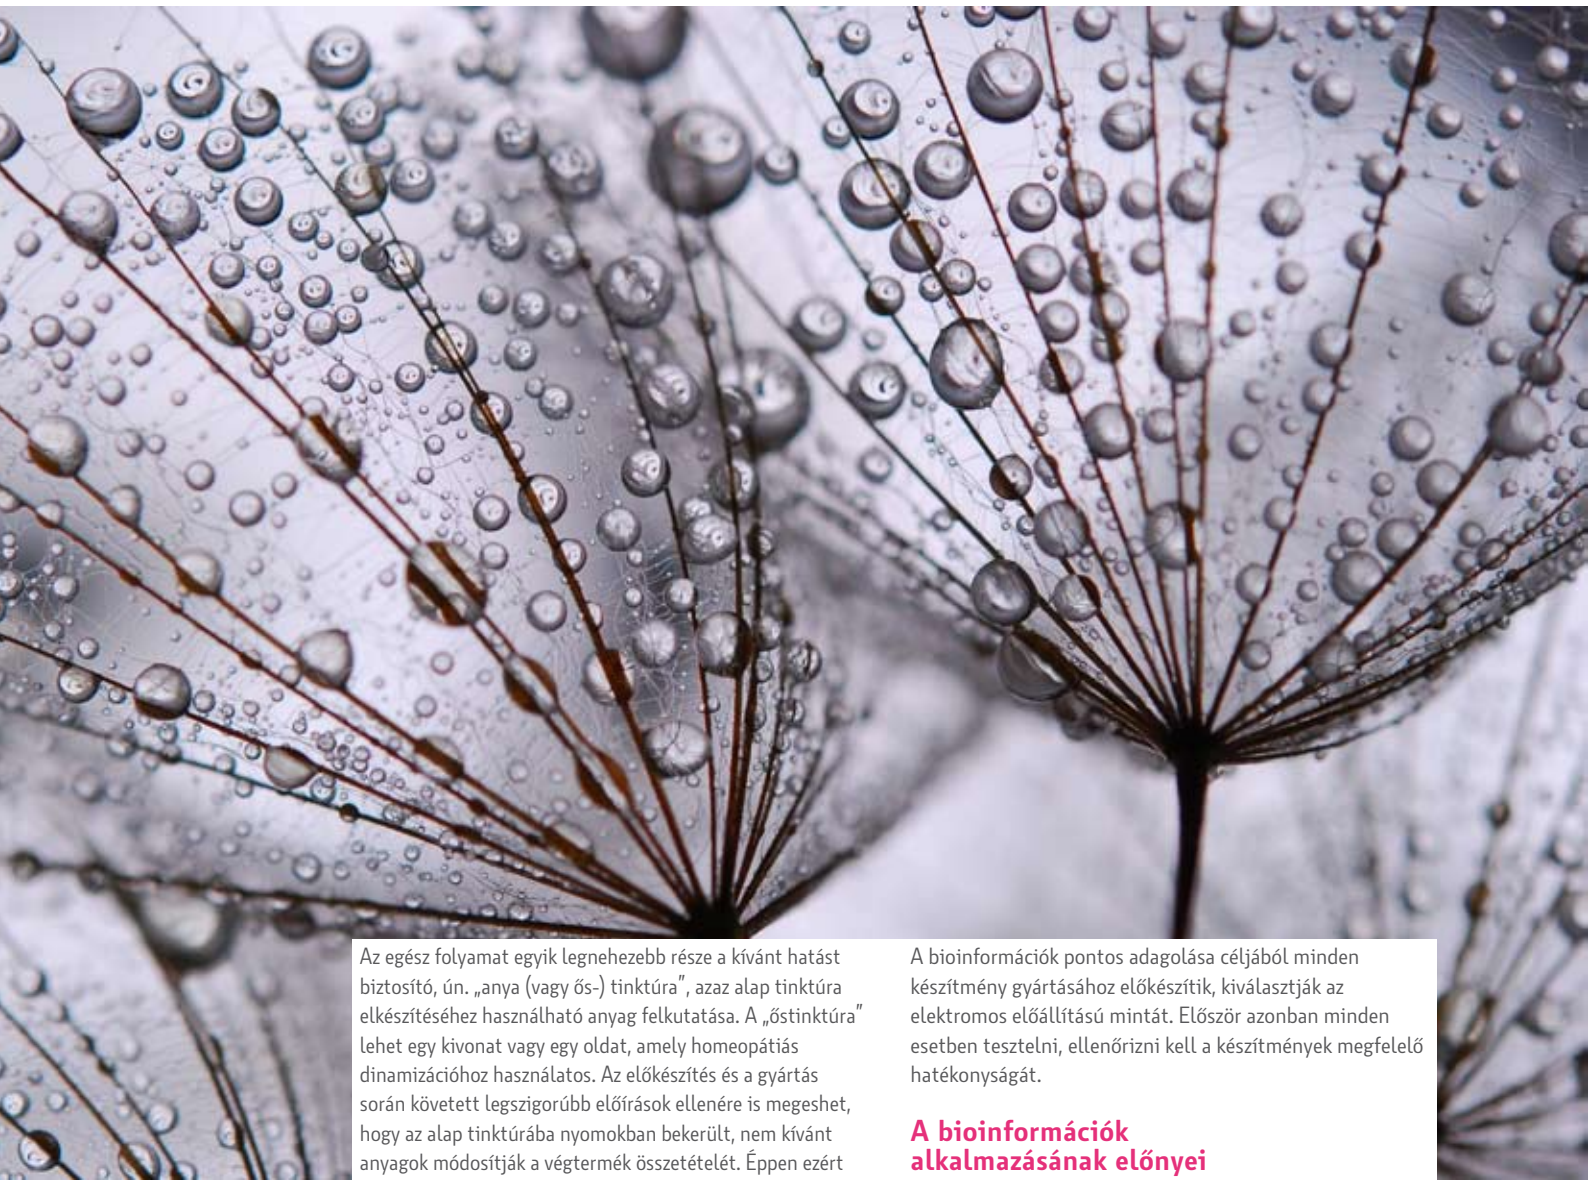 Az egész folyamat egyik legnehezebb része a kívánt hatást
biztosító, ún. „anya (vagy ős-) tinktúra”, azaz alap tinktúra
elkészítéséhez használható anyag felkutatása. A „őstinktúra”
lehet egy kivonat vagy egy oldat, amely homeopátiás
dinamizációhoz használatos. Az előkészítés és a gyártás
során követett legszigorúbb előírások ellenére is megeshet,
hogy az alap tinktúrába nyomokban bekerült, nem kívánt
anyagok módosítják a végtermék összetételét. Éppen ezért
A bioinformációk pontos adagolása céljából minden
készítmény gyártásához előkészítik, kiválasztják az
elektromos előállítású mintát. Először azonban minden
esetben tesztelni, ellenőrizni kell a készítmények megfelelő
hatékonyságát.
A bioinformációk
alkalmazásának előnyei